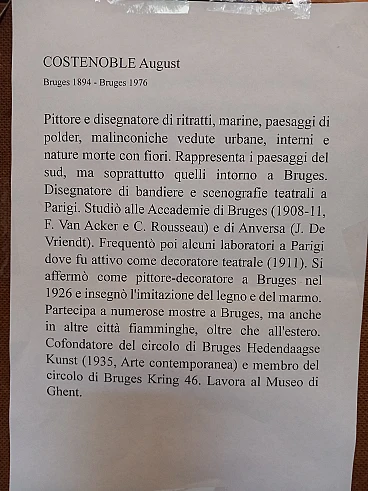 COSTENOBLE August
Bruges 1894 - Bruges 1976
Pittore e disegnatore di ritratti, marine, paesaggi di
polder, malinconiche vedute urbane, interni e
nature morte con fiori. Rappresenta i paesaggi del
sud, ma soprattutto quelli intorno a Bruges.
Disegnatore di bandiere e scenografie teatrali a
Parigi. Studiò alle Accademie di Bruges (1908-11,
F. Van Acker e C. Rousseau) e di Anversa (J. De
Vriendt). Frequentò poi alcuni laboratori a Parigi
dove fu attivo come decoratore teatrale (1911). Si
affermò come pittore-decoratore a Bruges nel
1926 e insegnò l'imitazione del legno e del marmo.
Partecipa a numerose mostre a Bruges, ma anche
in altre città fiamminghe, oltre che all'estero.
Cofondatore del circolo di Bruges Hedendaagse
Kunst (1935, Arte contemporanea) e membro del
circolo di Bruges Kring 46. Lavora al Museo di
Ghent.